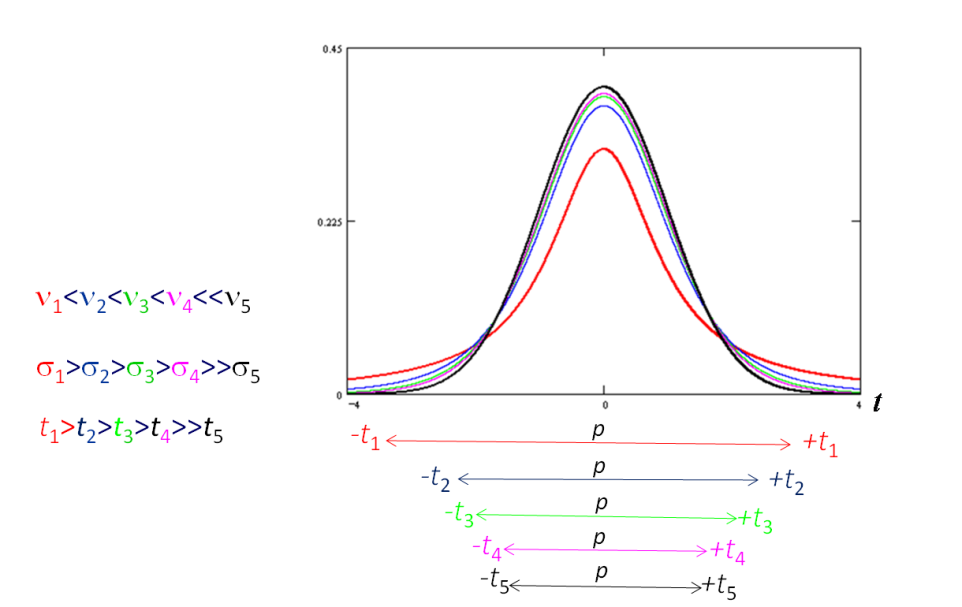 0.45
0.225
0
−4
0
4
t
ν1<ν2<ν3<ν4<<ν5
σ1>σ2>σ3>σ4>>σ5
t1>t2>t3>t4>>t5
-t1 p +t1
-t2 p +t2
-t3 p +t3
-t4 p +t4
-t5 p +t5